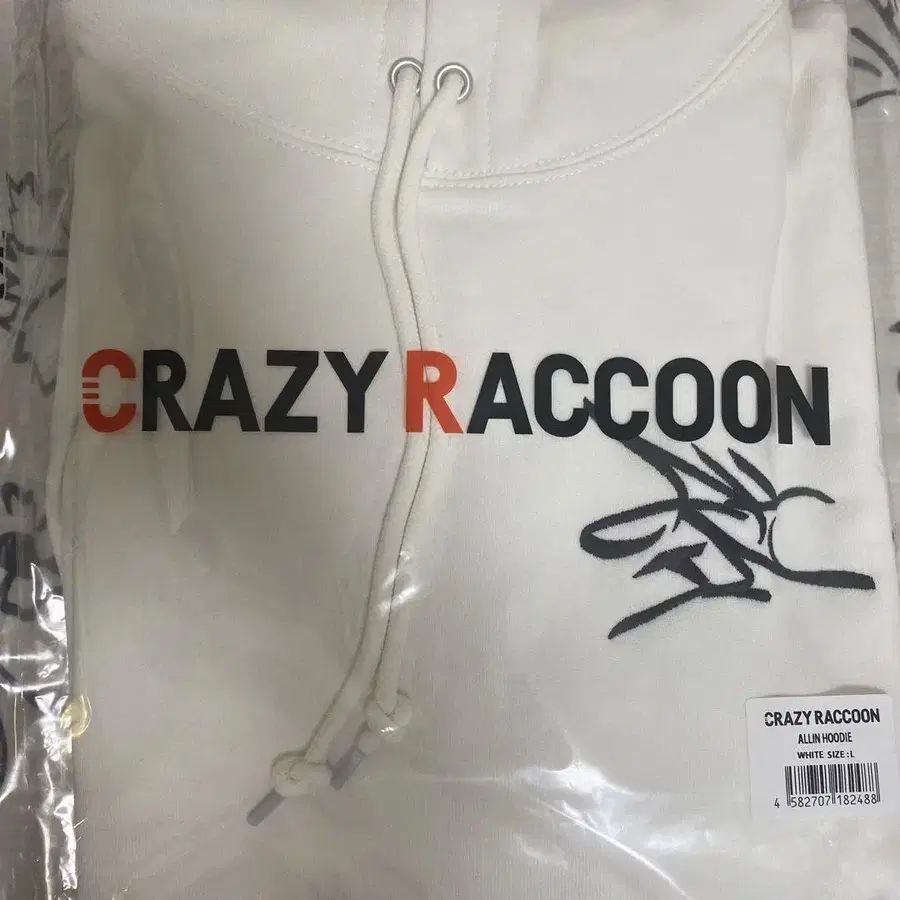 CRAZY RACCOON
CRAZY RACCOON
ALLIN HOODIE
WHITE SIZE : L
4 582707 182488